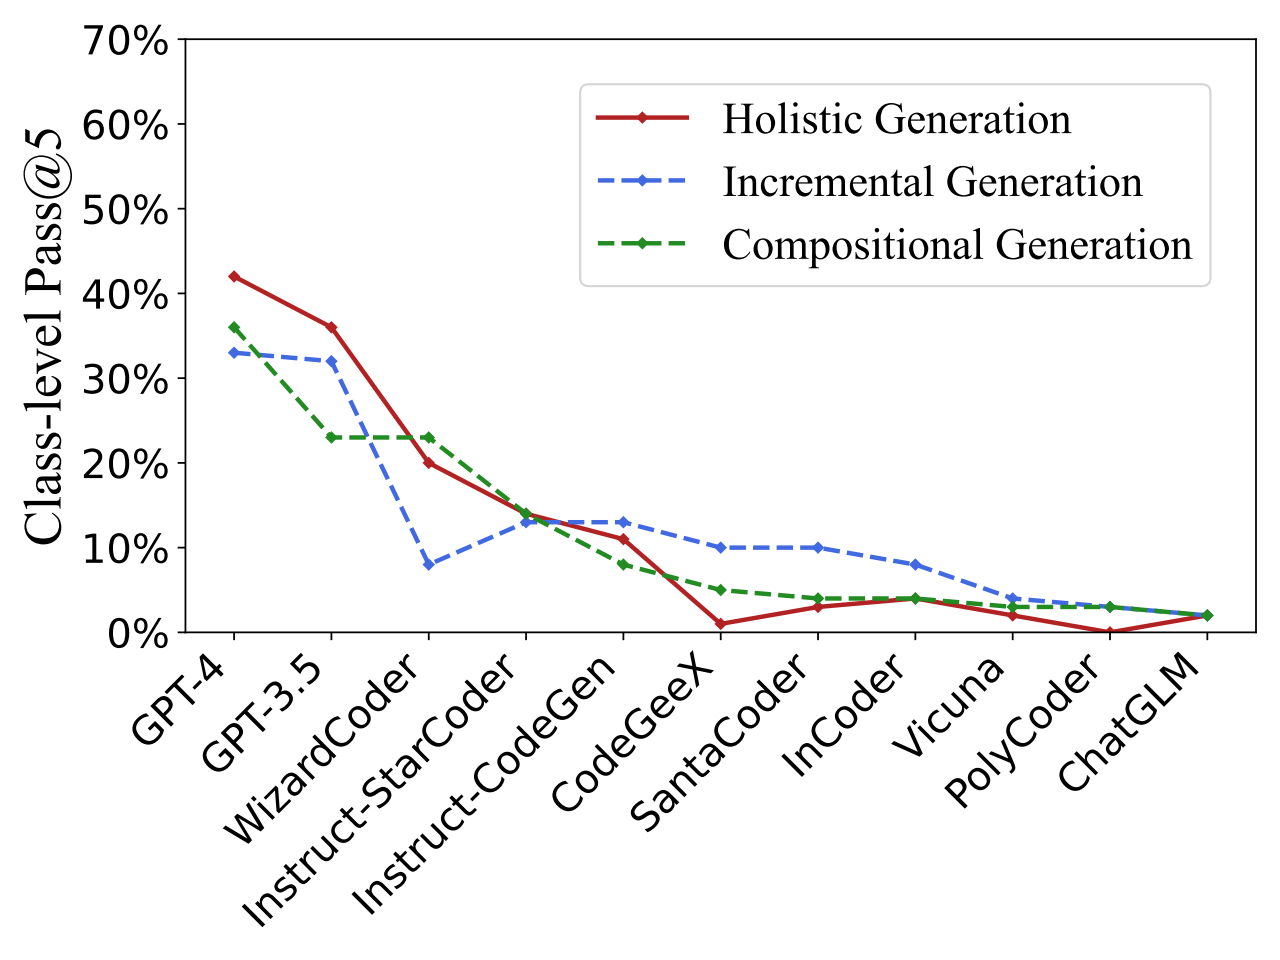 Class-level Pass@5
70%
60%
50%
40%
30%
20%
10%
0%
Holistic Generation
Incremental Generation
Compositional Generation
GPT-4
GPT-3.5
WizardCoder
Instruct-StarCoder
Instruct-CodeGen
CodeGeeX
SantaCoder
InCoder
Vicuna
PolyCoder
ChatGLM